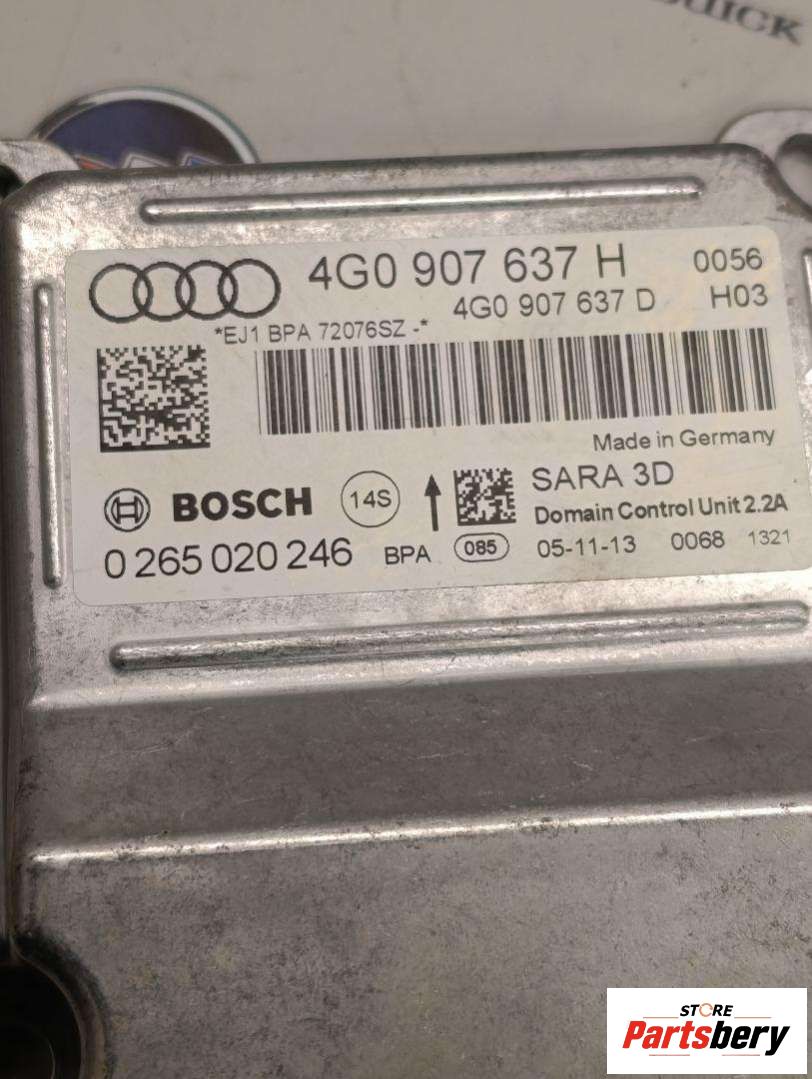 BUICK
4G0 907 637 H 0056
4G0 907 637 D H03
*EJ1 BPA 72076SZ -*
Made in Germany
BOSCH 14S SARA 3D
Domain Control Unit 2.2A
0 265 020 246 BPA 085 05-11-13 0068 1321
STORE
Partsbery